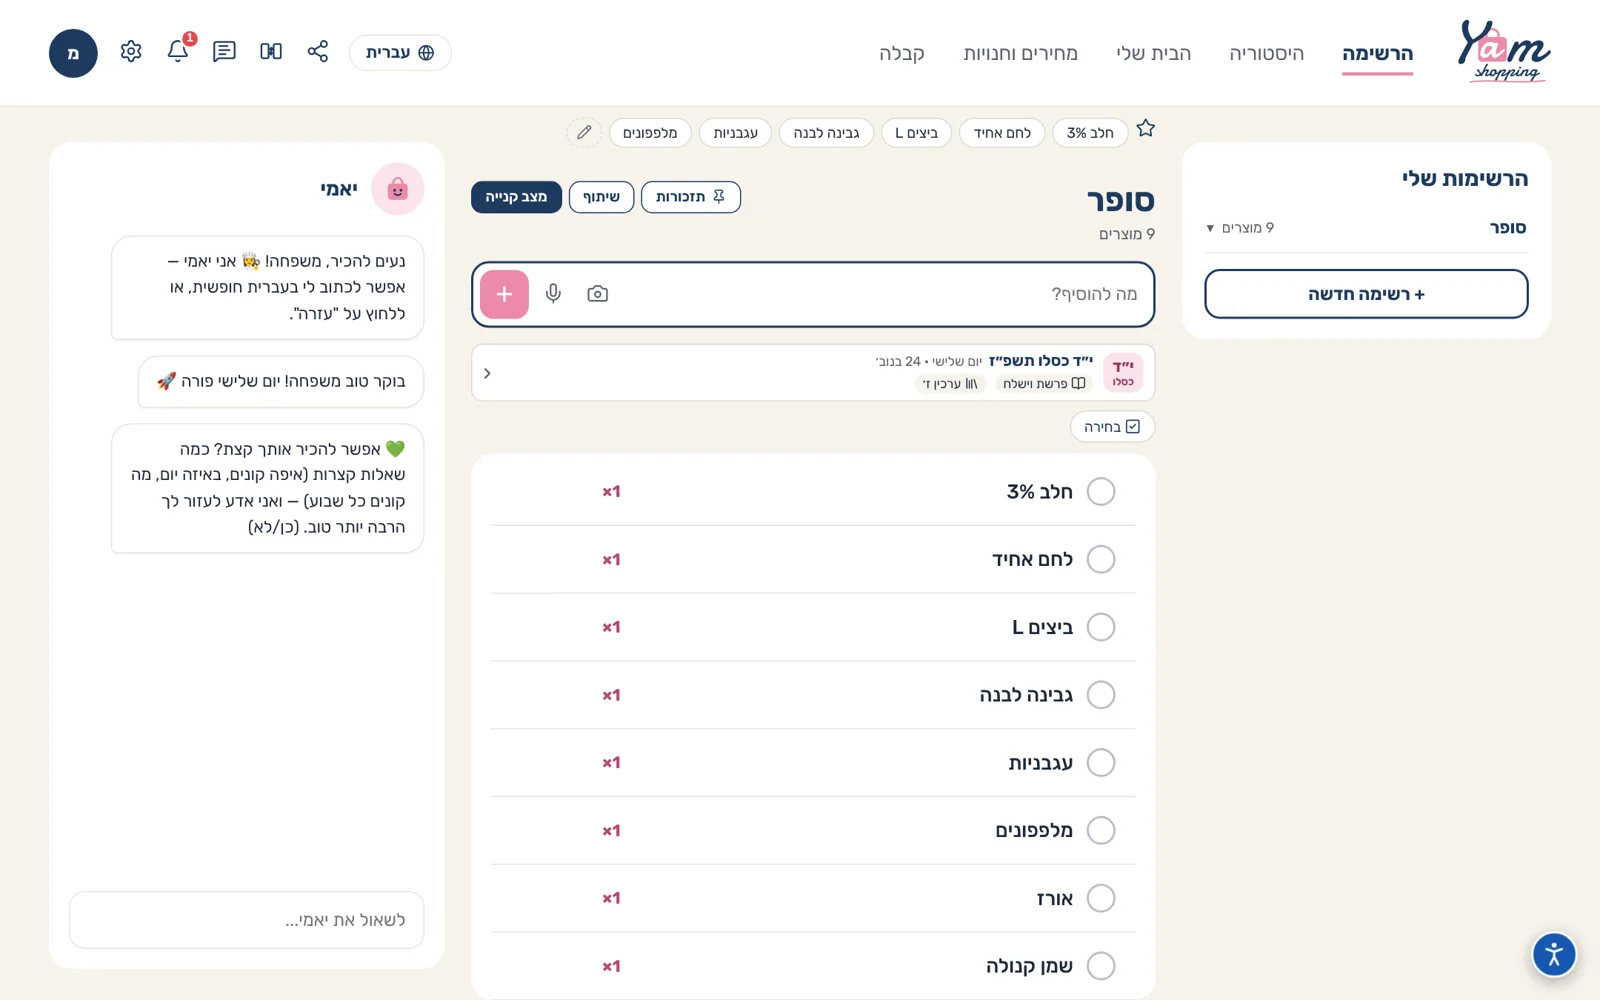 Yam
shopping
הרשימה
היסטוריה
הבית שלי
מחירים וחנויות
קבלה
עברית
1
מ
חלב 3%
לחם אחיד
ביצים L
גבינה לבנה
עגבניות
מלפפונים
הרשימות שלי
סופר
9 מוצרים ▼
+ רשימה חדשה
סופר
9 מוצרים
תזכורות
שיתוף
מצב קנייה
מה להוסיף?
+
י״ד
כסלו
י״ד כסלו תשפ״ז יום שלישי • 24 בנוב׳
פרשת וישלח
ערכין ז׳
בחירה
חלב 3%
×1
לחם אחיד
×1
ביצים L
×1
גבינה לבנה
×1
עגבניות
×1
מלפפונים
×1
אורז
×1
שמן קנולה
×1
יאמי
נעים להכיר, משפחה! 👩‍🍳 אני יאמי –
אפשר לכתוב לי בעברית חופשית, או
ללחוץ על "עזרה".
בוקר טוב משפחה! יום שלישי פורה 🚀
💚 אפשר להכיר אותך קצת? כמה
שאלות קצרות (איפה קונים, באיזה יום, מה
קונים כל שבוע) – ואני אדע לעזור לך
הרבה יותר טוב. (כן/לא)
לשאול את יאמי...